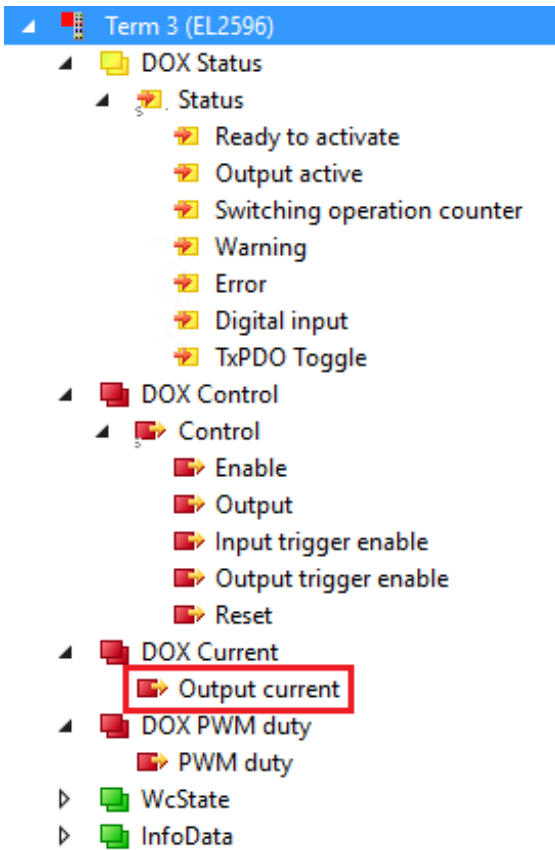 Term 3 (EL2596)
DOX Status
Status
Ready to activate
Output active
Switching operation counter
Warning
Error
Digital input
TxPDO Toggle
DOX Control
Control
Enable
Output
Input trigger enable
Output trigger enable
Reset
DOX Current
Output current
DOX PWM duty
PWM duty
WcState
InfoData